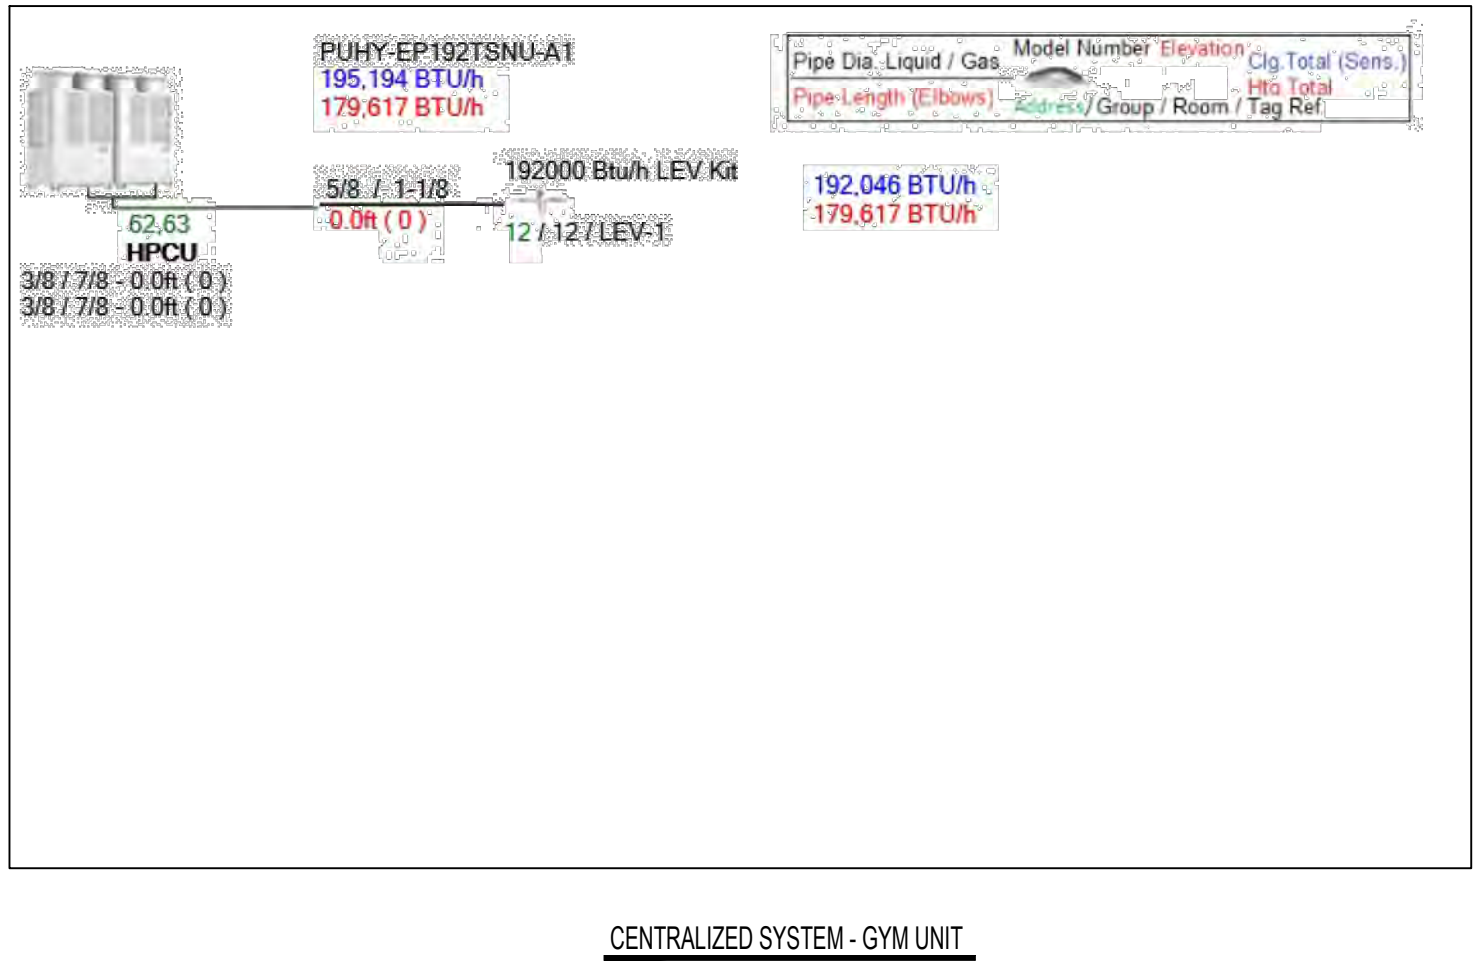 PUHY-EP192TSNU-A1
195,194 BTU/h
179,617 BTU/h
Pipe Dia. Liquid / Gas
Pipe Length (Elbows)
Model Number Elevation
Clg.Total (Sens.)
Htg Total
Address / Group / Room / Tag Ref
62,63
HPCU
3/8 / 7/8 - 0.0ft ( 0 )
3/8 / 7/8 - 0.0ft ( 0 )
5/8 / 1-1/8
0.0ft ( 0 )
192000 Btu/h LEV Kit
12 / 12 / LEV-1
192,046 BTU/h
179,617 BTU/h
CENTRALIZED SYSTEM - GYM UNIT